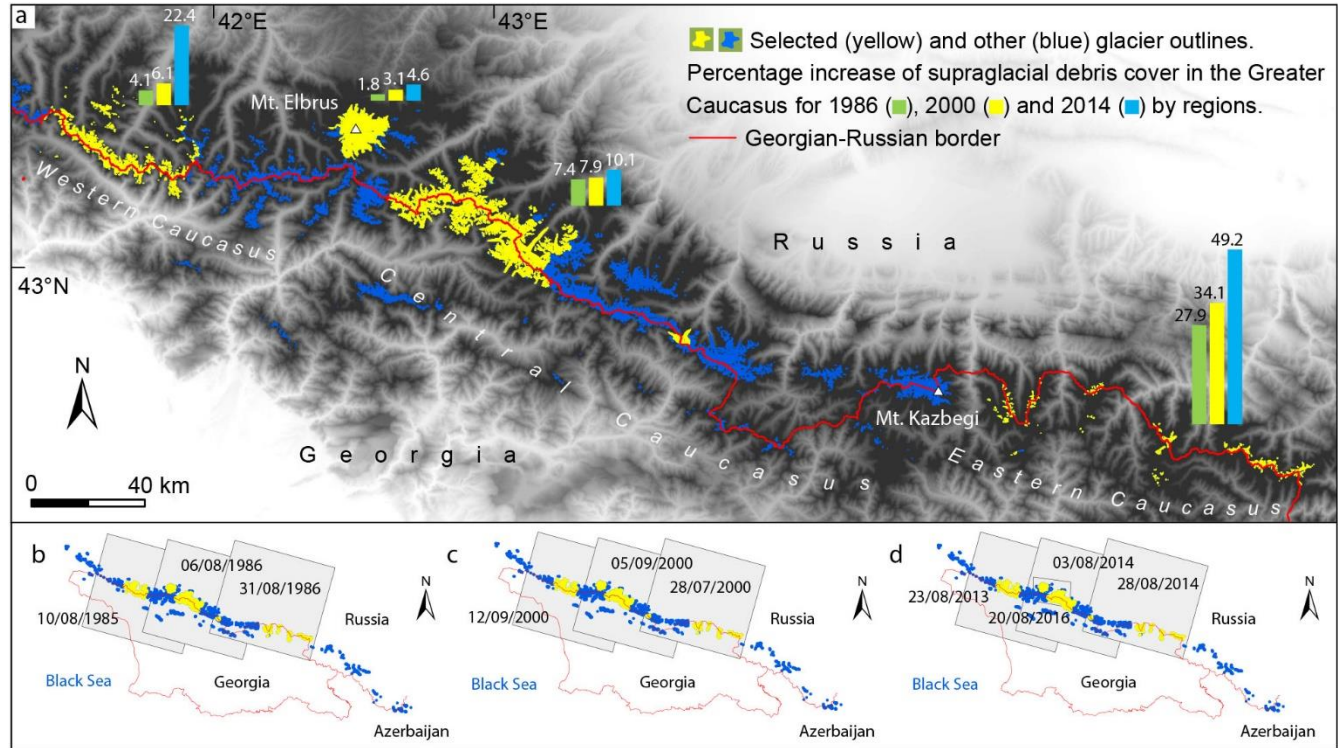 a
42°E
43°E
22.4
4.1
6.1
Mt. Elbrus
1.8
3.1
4.6
Selected (yellow) and other (blue) glacier outlines.
Percentage increase of supraglacial debris cover in the Greater
Caucasus for 1986 ( ), 2000 ( ) and 2014 ( ) by regions.
Georgian-Russian border
7.4
7.9
10.1
Western Caucasus
Russia
43°N
Central Caucasus
49.2
34.1
27.9
N
Mt. Kazbegi
Georgia
Eastern Caucasus
0
40 km
b
06/08/1986
31/08/1986
10/08/1985
N
Russia
Black Sea
Georgia
Azerbaijan
c
05/09/2000
28/07/2000
12/09/2000
N
Russia
Black Sea
Georgia
Azerbaijan
d
03/08/2014
28/08/2014
23/08/2013
20/08/2016
N
Russia
Black Sea
Georgia
Azerbaijan